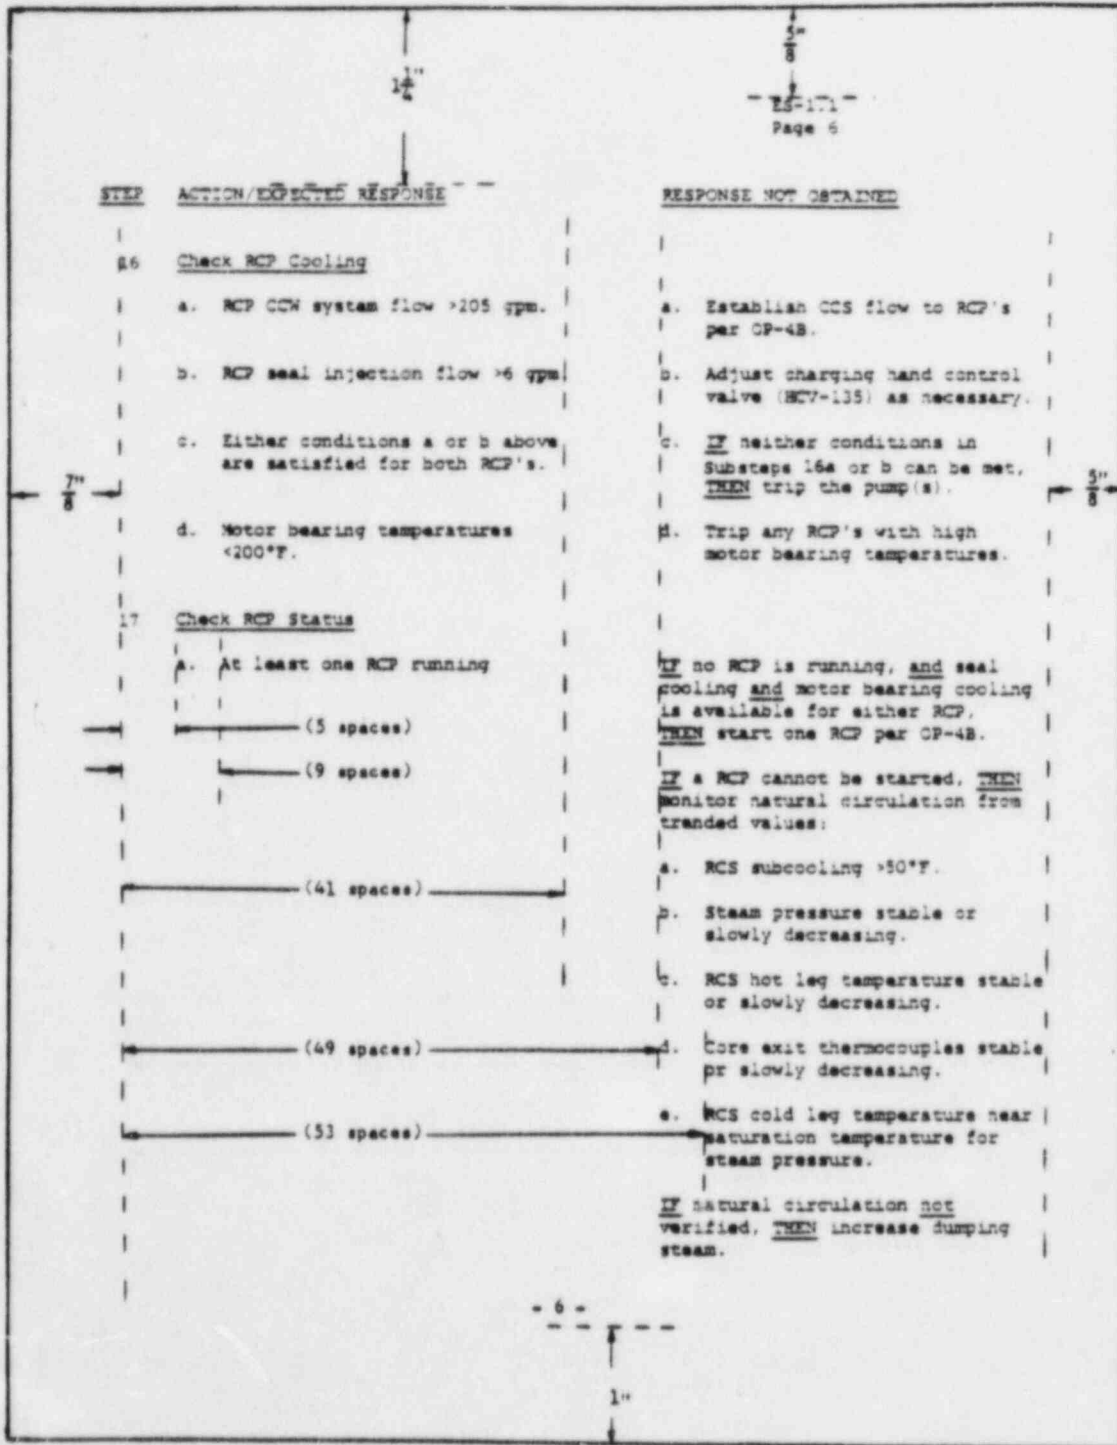 1 1/4"
5/8"
ES-1.1
Page 6
STEP ACTION/EXPECTED RESPONSE RESPONSE NOT OBTAINED
16 Check RCP Cooling
a. RCP CCW system flow >205 gpm.
a. Establish CCS flow to RCP's
per OP-4B.
b. RCP seal injection flow >6 gpm
b. Adjust charging hand control
valve (HCV-135) as necessary.
c. Either conditions a or b above
are satisfied for both RCP's.
c. IF neither conditions in
Substeps 16a or b can be met,
THEN trip the pump(s).
7/8"
5/8"
d. Motor bearing temperatures
<200°F.
d. Trip any RCP's with high
motor bearing temperatures.
17 Check RCP Status
a. At least one RCP running
IF no RCP is running, and seal
cooling and motor bearing cooling
is available for either RCP,
THEN start one RCP per OP-4B.
(5 spaces)
(9 spaces)
IF a RCP cannot be started, THEN
monitor natural circulation from
trended values:
(41 spaces)
a. RCS subcooling >50°F.
b. Steam pressure stable or
slowly decreasing.
c. RCS hot leg temperature stable
or slowly decreasing.
(49 spaces)
d. Core exit thermocouples stable
or slowly decreasing.
(53 spaces)
e. RCS cold leg temperature near
saturation temperature for
steam pressure.
IF natural circulation not
verified, THEN increase dumping
steam.
- 6 -
1"